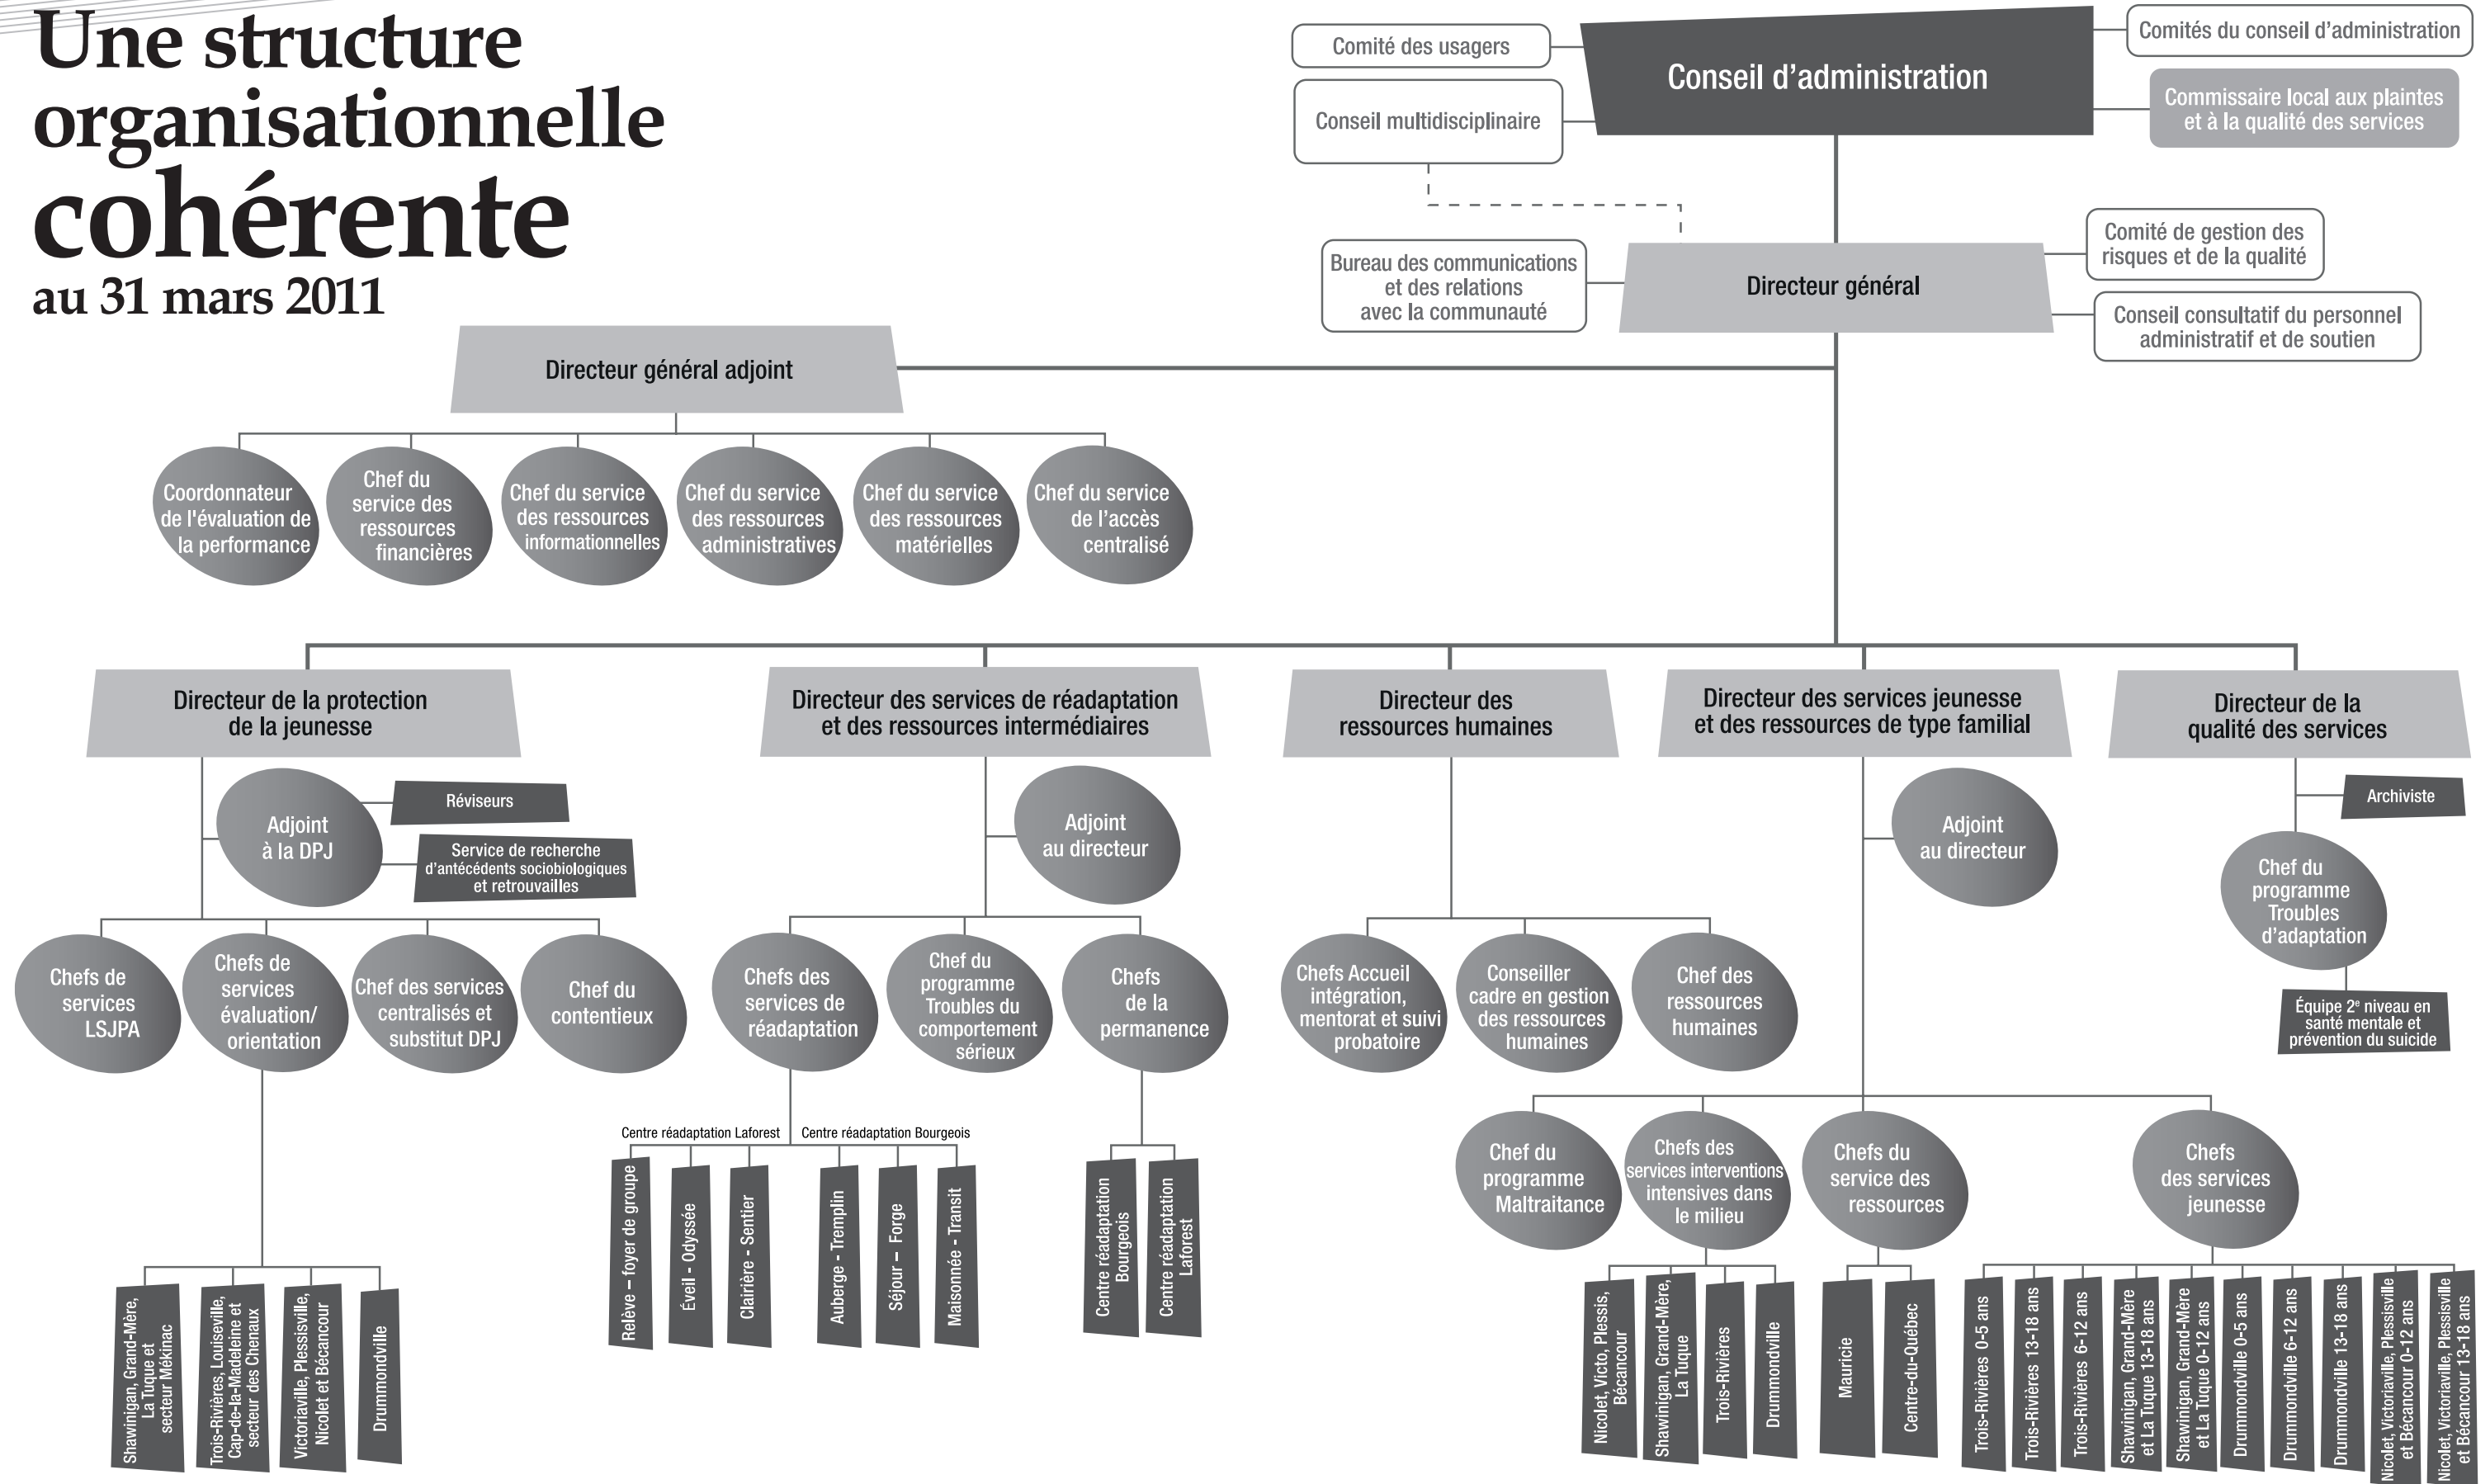 Une structure
organisationnelle
cohérente
au 31 mars 2011
Comité des usagers
Conseil multidisciplinaire
Conseil d'administration
Comités du conseil d'administration
Commissaire local aux plaintes
et à la qualité des services
Bureau des communications
et des relations
avec la communauté
Directeur général
Comité de gestion des
risques et de la qualité
Conseil consultatif du personnel
administratif et de soutien
Directeur général adjoint
Coordonnateur
de l'évaluation de
la performance
Chef du
service des
ressources
financières
Chef du service
des ressources
informationnelles
Chef du service
des ressources
administratives
Chef du service
des ressources
matérielles
Chef du service
de l'accès
centralisé
Directeur de la protection
de la jeunesse
Directeur des services de réadaptation
et des ressources intermédiaires
Directeur des
ressources humaines
Directeur des services jeunesse
et des ressources de type familial
Directeur de la
qualité des services
Adjoint
à la DPJ
Réviseurs
Service de recherche
d'antécédents sociobiologiques
et retrouvailles
Adjoint
au directeur
Adjoint
au directeur
Archiviste
Chef du
programme
Troubles
d'adaptation
Équipe 2e niveau en
santé mentale et
prévention du suicide
Chefs de
services
LSJPA
Chefs de
services
évaluation/
orientation
Chef des services
centralisés et
substitut DPJ
Chef du
contentieux
Chefs des
services de
réadaptation
Chef du
programme
Troubles du
comportement
sérieux
Chefs
de la
permanence
Chefs Accueil
intégration,
mentorat et suivi
probatoire
Conseiller
cadre en gestion
des ressources
humaines
Chef des
ressources
humaines
Centre réadaptation Laforest
Centre réadaptation Bourgeois
Relève – foyer de groupe
Éveil - Odyssée
Clairière - Sentier
Auberge - Tremplin
Séjour – Forge
Maisonnée - Transit
Centre réadaptation
Bourgeois
Centre réadaptation
Laforest
Chef du
programme
Maltraitance
Chefs des
services interventions
intensives dans
le milieu
Chefs du
service des
ressources
Chefs
des services
jeunesse
Shawinigan, Grand-Mère,
La Tuque et
secteur Mékinac
Trois-Rivières, Louiseville,
Cap-de-la-Madeleine et
secteur des Chenaux
Victoriaville, Plessisville,
Nicolet et Bécancour
Drummondville
Nicolet, Victo, Plessis,
Bécancour
Shawinigan, Grand-Mère,
La Tuque
Trois-Rivières
Drummondville
Mauricie
Centre-du-Québec
Trois-Rivières 0-5 ans
Trois-Rivières 13-18 ans
Trois-Rivières 6-12 ans
Shawinigan, Grand-Mère
et La Tuque 13-18 ans
Shawinigan, Grand-Mère
et La Tuque 0-12 ans
Drummondville 0-5 ans
Drummondville 6-12 ans
Drummondville 13-18 ans
Nicolet, Victoriaville, Plessisville
et Bécancour 0-12 ans
Nicolet, Victoriaville, Plessisville
et Bécancour 13-18 ans